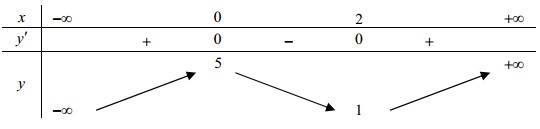 x −∞ 0 2 +∞
y' + 0 − 0 +
5 +∞
y
−∞ 1